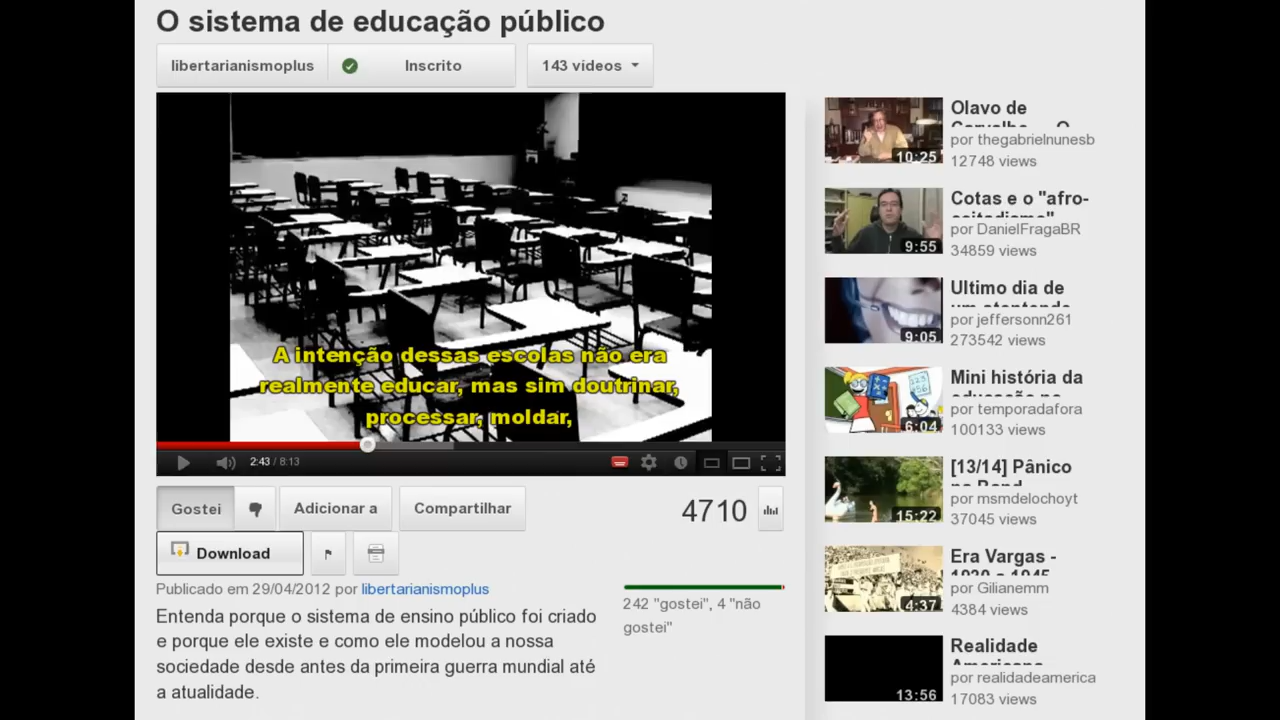 O sistema de educação público
libertarianismoplus
Inscrito
143 vídeos
A intenção dessas escolas não era
realmente educar, mas sim doutrinar,
processar, moldar,
2:43 / 8:13
Gostei
Adicionar a
Compartilhar
4710
Download
Publicado em 29/04/2012 por libertarianismoplus
242 "gostei", 4 "não
gostei"
Entenda porque o sistema de ensino público foi criado
e porque ele existe e como ele modelou a nossa
sociedade desde antes da primeira guerra mundial até
a atualidade.
Olavo de
10:25
por thegabrielnunesb
12748 views
Cotas e o "afro-
9:55
por DanielFragaBR
34859 views
Ultimo dia de
9:05
por jeffersonn261
273542 views
Mini história da
6:04
por temporadafora
100133 views
[13/14] Pânico
15:22
por msmdelochoyt
37045 views
Era Vargas -
4:37
por Gilianemm
4384 views
Realidade
13:56
por realidadeamerica
17083 views